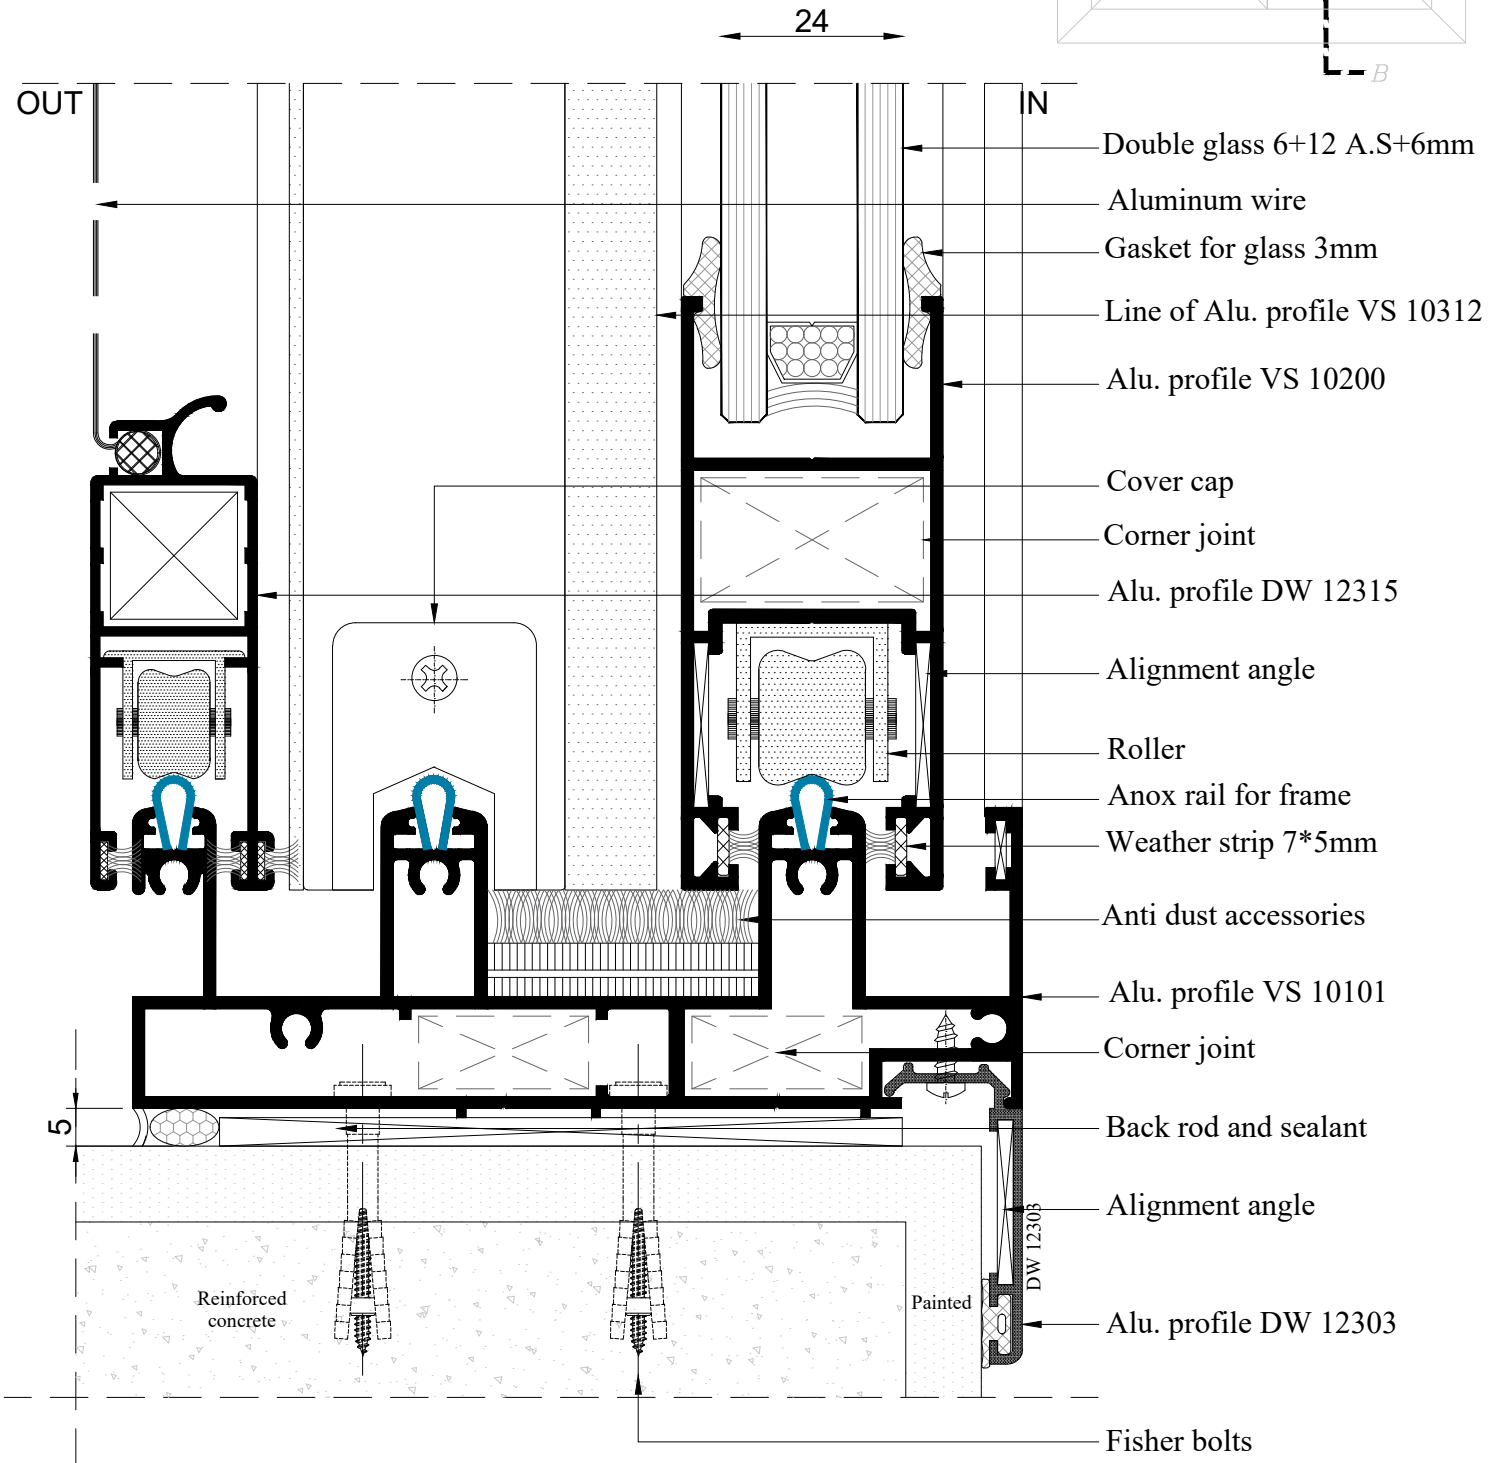 24
B
OUT
IN
Double glass 6+12 A.S+6mm
Aluminum wire
Gasket for glass 3mm
Line of Alu. profile VS 10312
Alu. profile VS 10200
Cover cap
Corner joint
Alu. profile DW 12315
Alignment angle
Roller
Anox rail for frame
Weather strip 7*5mm
Anti dust accessories
Alu. profile VS 10101
Corner joint
5
Back rod and sealant
Alignment angle
DW 12303
Reinforced
concrete
Painted
Alu. profile DW 12303
Fisher bolts